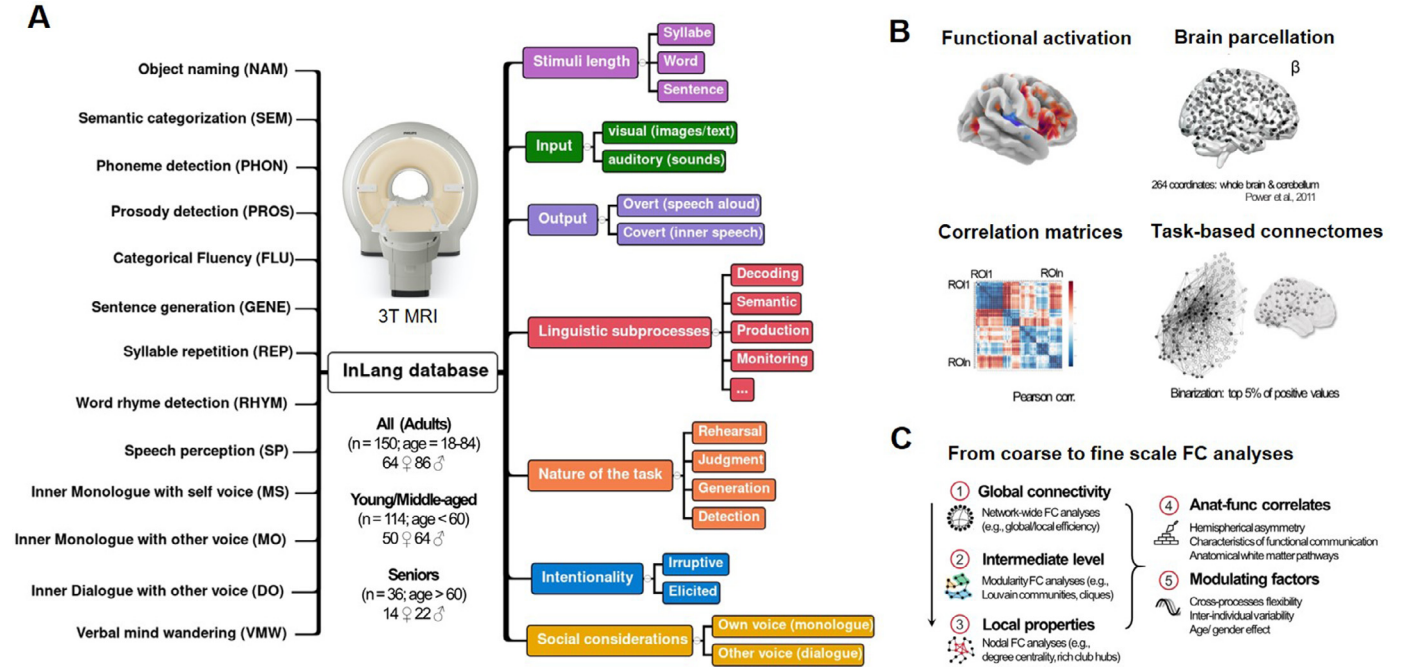 A
Object naming (NAM)
Semantic categorization (SEM)
Phoneme detection (PHON)
Prosody detection (PROS)
Categorical Fluency (FLU)
Sentence generation (GENE)
Syllable repetition (REP)
Word rhyme detection (RHYM)
Speech perception (SP)
Inner Monologue with self voice (MS)
Inner Monologue with other voice (MO)
Inner Dialogue with other voice (DO)
Verbal mind wandering (VMW)
PHILIPS
3T MRI
InLang database
All (Adults)
(n = 150; age = 18-84)
64 ♀ 86 ♂
Young/Middle-aged
(n = 114; age < 60)
50 ♀ 64 ♂
Seniors
(n = 36; age > 60)
14 ♀ 22 ♂
Stimuli length
Syllabe
Word
Sentence
Input
visual (images/text)
auditory (sounds)
Output
Overt (speech aloud)
Covert (inner speech)
Linguistic subprocesses
Decoding
Semantic
Production
Monitoring
...
Nature of the task
Rehearsal
Judgment
Generation
Detection
Intentionality
Irruptive
Elicited
Social considerations
Own voice (monologue)
Other voice (dialogue)
B
Functional activation
Brain parcellation
β
264 coordinates: whole brain & cerebellum
Power et al., 2011
Correlation matrices
ROI1 ROIn
ROI1
ROIn
Pearson corr.
Task-based connectomes
Binarization: top 5% of positive values
C
From coarse to fine scale FC analyses
1 Global connectivity
Network-wide FC analyses
(e.g., global/local efficiency)
2 Intermediate level
Modularity FC analyses (e.g.,
Louvain communities, cliques)
3 Local properties
Nodal FC analyses (e.g.,
degree centrality, rich club hubs)
4 Anat-func correlates
Hemispherical asymmetry
Characteristics of functional communication
Anatomical white matter pathways
5 Modulating factors
Cross-processes flexibility
Inter-individual variability
Age/ gender effect